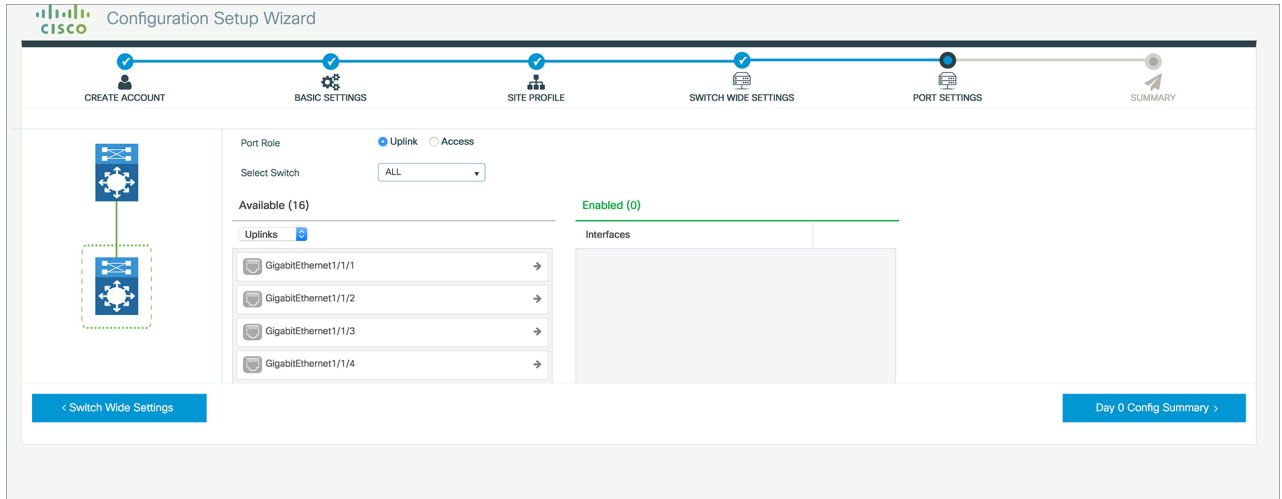 CISCO
Configuration Setup Wizard
CREATE ACCOUNT
BASIC SETTINGS
SITE PROFILE
SWITCH WIDE SETTINGS
PORT SETTINGS
SUMMARY
Port Role
Uplink
Access
Select Switch
ALL
Available (16)
Enabled (0)
Uplinks
Interfaces
GigabitEthernet1/1/1
GigabitEthernet1/1/2
GigabitEthernet1/1/3
GigabitEthernet1/1/4
< Switch Wide Settings
Day 0 Config Summary >